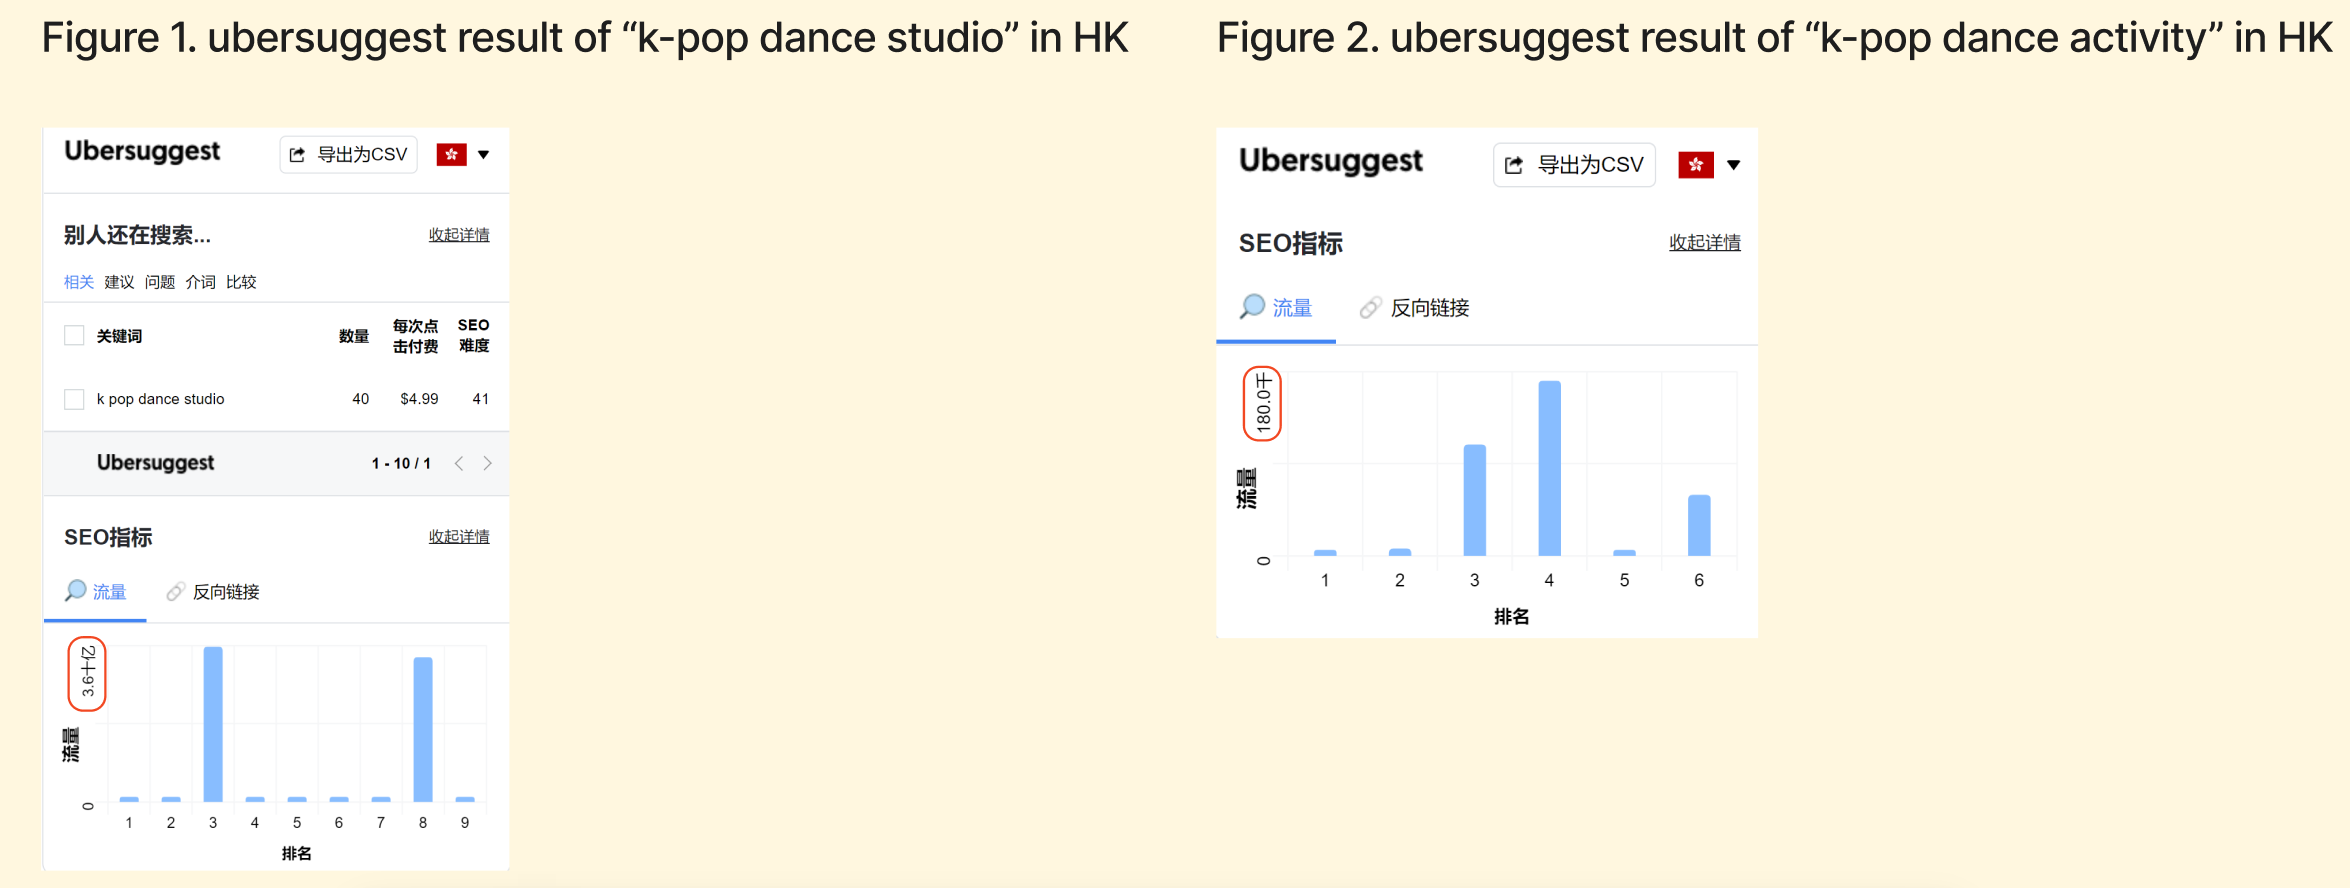 Figure 1. ubersuggest result of “k-pop dance studio” in HK
Ubersuggest
导出为CSV
别人还在搜索...
收起详情
相关 建议 问题 介词 比较
关键词 数量 每次点击付费 SEO难度
k pop dance studio 40 $4.99 41
Ubersuggest
1 - 10 / 1
SEO指标
收起详情
流量
反向链接
3.6十亿
流量
0
1 2 3 4 5 6 7 8 9
排名
Figure 2. ubersuggest result of “k-pop dance activity” in HK
Ubersuggest
导出为CSV
SEO指标
收起详情
流量
反向链接
180.0千
流量
0
1 2 3 4 5 6
排名